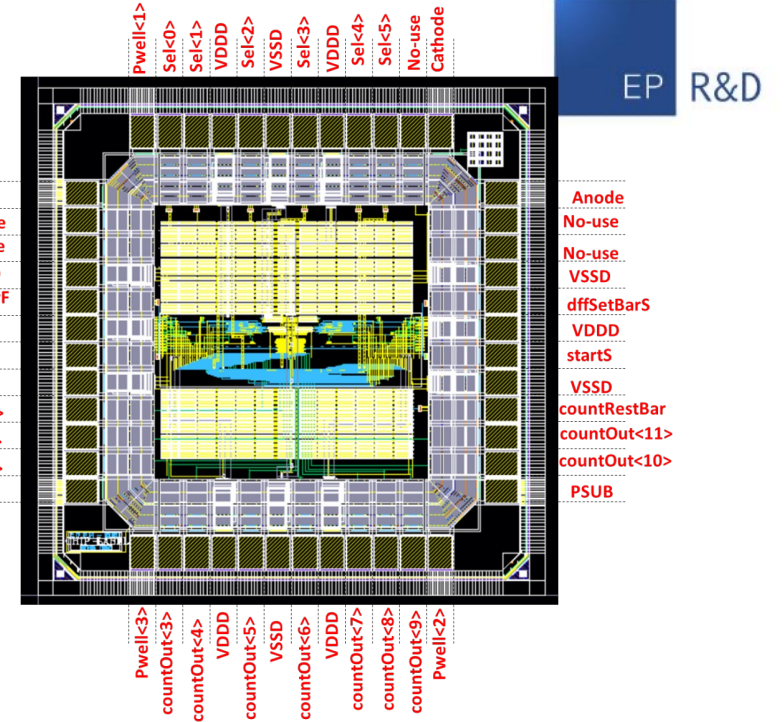 EP R&D
Pwell<1>
Sel<0>
Sel<1>
VDDD
Sel<2>
VSSD
Sel<3>
VDDD
Sel<4>
Sel<5>
No-use
Cathode
Anode
No-use
No-use
VSSD
dffSetBarS
VDDD
startS
VSSD
countRestBar
countOut<11>
countOut<10>
PSUB
Pwell<3>
countOut<3>
countOut<4>
VDDD
countOut<5>
VSSD
countOut<6>
VDDD
countOut<7>
countOut<8>
countOut<9>
Pwell<2>